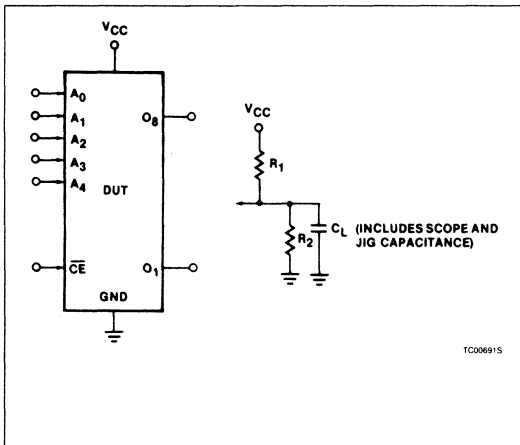 VCC
A0
A1
A2
A3
A4
DUT
O8
O1
CE
GND
VCC
R1
R2
CL (INCLUDES SCOPE AND
JIG CAPACITANCE)
TC00691S